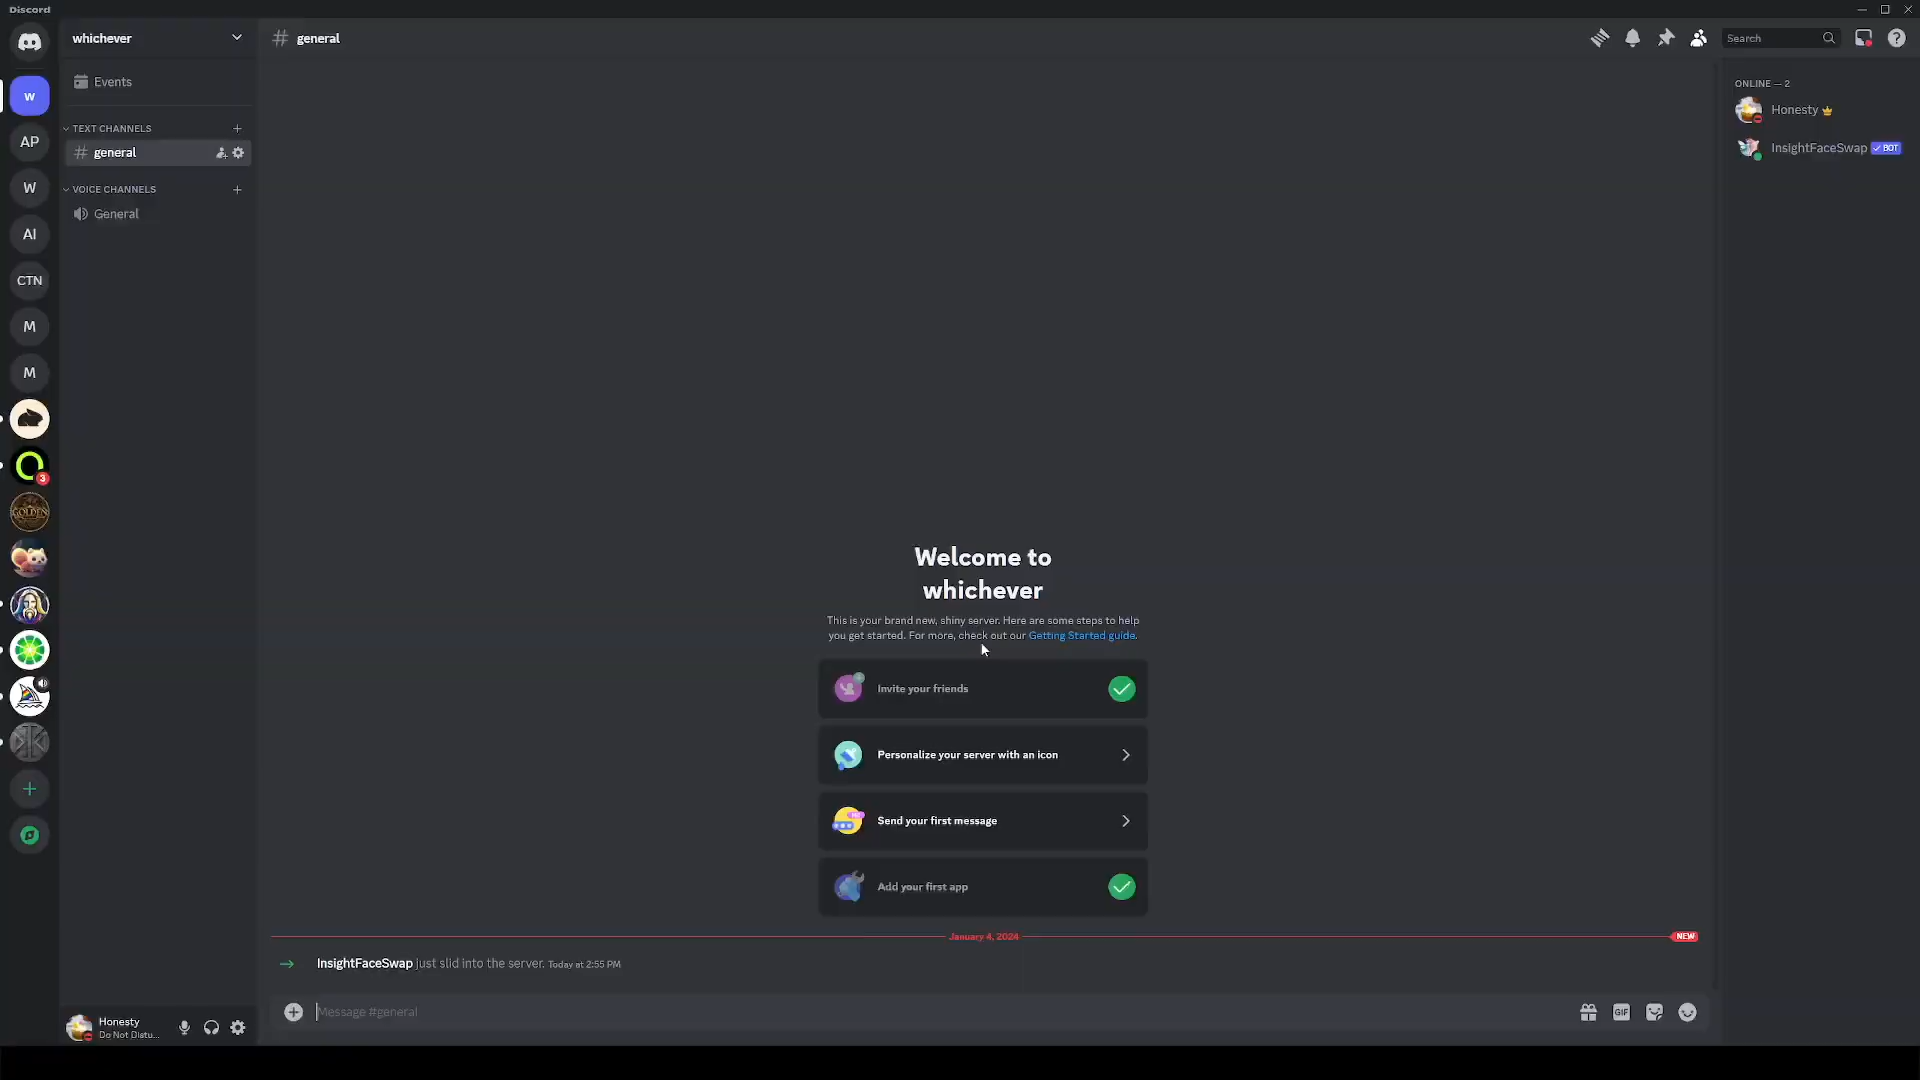 Discord
whichever
general
Search
w
Events
ONLINE — 2
Honesty
TEXT CHANNELS
AP
general
InsightFaceSwap
BOT
W
VOICE CHANNELS
General
AI
CTN
M
M
3
GOLDEN
Welcome to
whichever
This is your brand new, shiny server. Here are some steps to help
you get started. For more, check out our Getting Started guide.
Invite your friends
Personalize your server with an icon
Send your first message
Add your first app
January 4, 2024
NEW
InsightFaceSwap just slid into the server. Today at 2:55 PM
Message #general
GIF
Honesty
Do Not Distu...